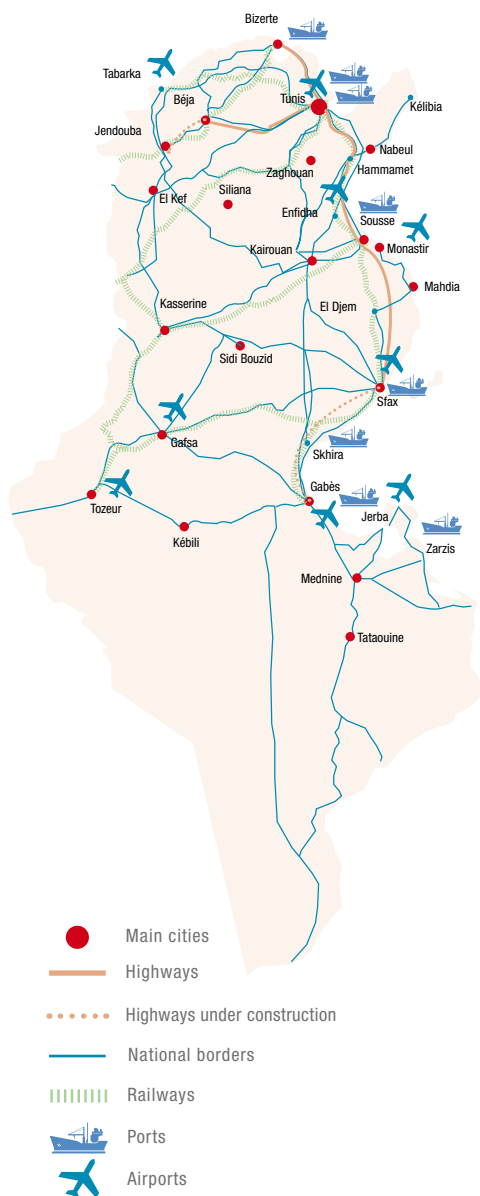 Bizerte
Tabarka
Béja
Tunis
Kélibia
Jendouba
Nabeul
Zaghouan
Hammamet
El Kef
Siliana
Enfidha
Sousse
Kairouan
Monastir
Mahdia
Kasserine
El Djem
Sidi Bouzid
Sfax
Gafsa
Skhira
Gabès
Tozeur
Jerba
Kébili
Zarzis
Mednine
Tataouine
Main cities
Highways
Highways under construction
National borders
Railways
Ports
Airports